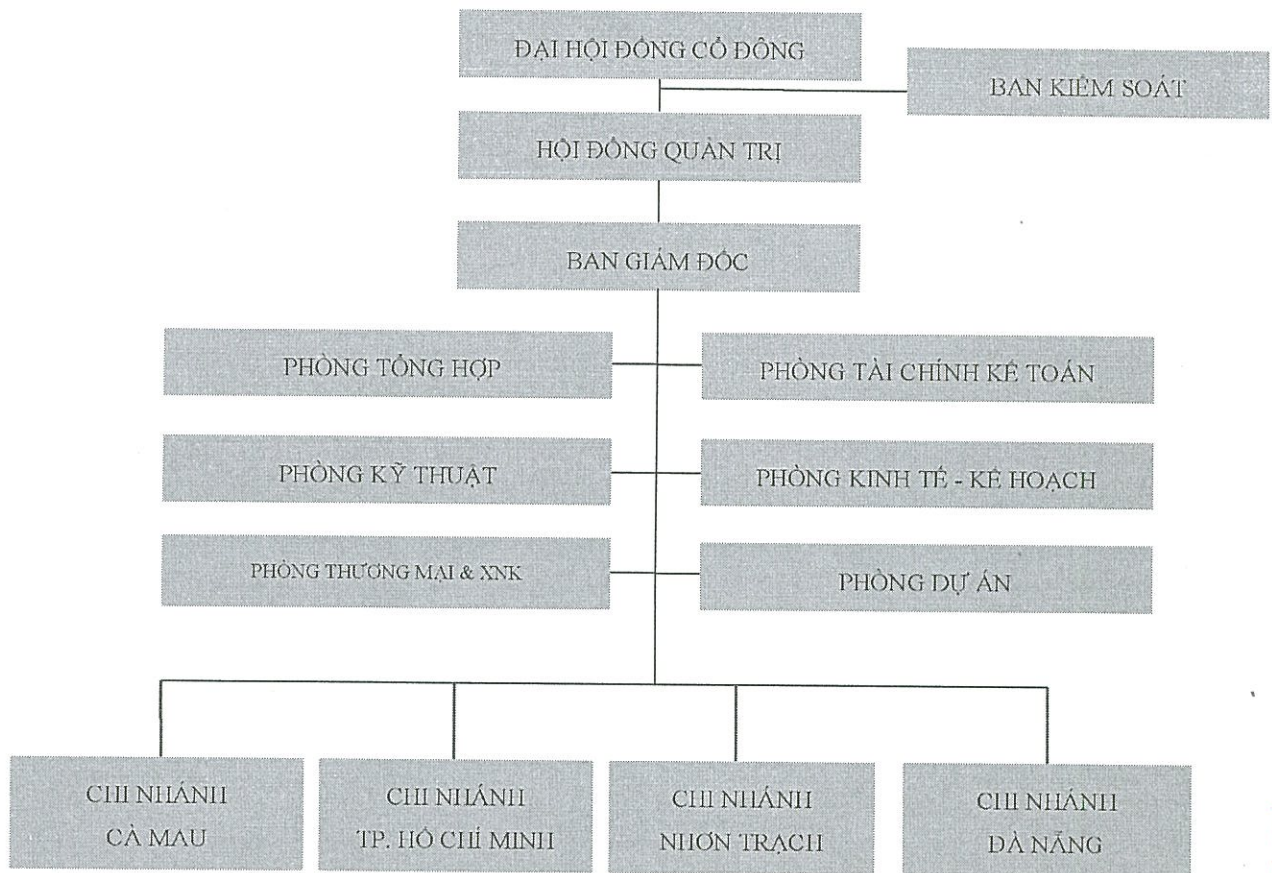 ĐẠI HỘI ĐỒNG CỔ ĐÔNG
BAN KIỂM SOÁT
HỘI ĐỒNG QUẢN TRỊ
BAN GIÁM ĐỐC
PHÒNG TỔNG HỢP
PHÒNG TÀI CHÍNH KẾ TOÁN
PHÒNG KỸ THUẬT
PHÒNG KINH TẾ - KẾ HOẠCH
PHÒNG THƯƠNG MẠI & XNK
PHÒNG DỰ ÁN
CHI NHÁNH
CÀ MAU
CHI NHÁNH
TP. HỒ CHÍ MINH
CHI NHÁNH
NHƠN TRẠCH
CHI NHÁNH
ĐÀ NẴNG